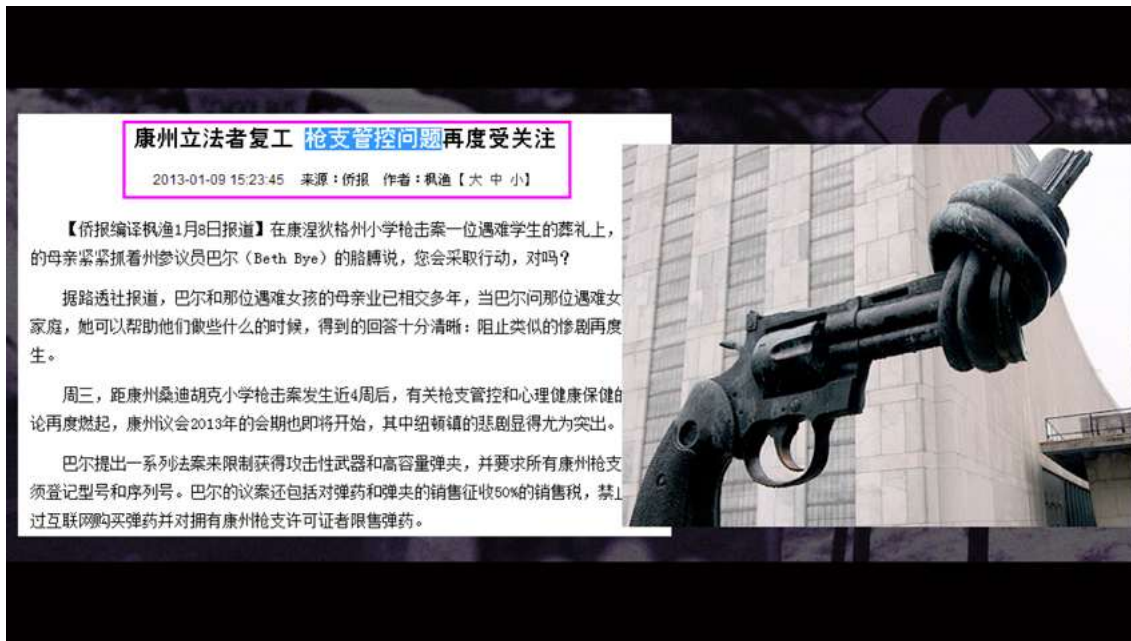 康州立法者复工 枪支管控问题再度受关注
2013-01-09 15:23:45 来源：侨报 作者：枫渔【大 中 小】
【侨报编译枫渔1月8日报道】在康涅狄格州小学枪击案一位遇难学生的葬礼上，
的母亲紧紧抓着州参议员巴尔（Beth Bye）的胳膊说，您会采取行动，对吗？
据路透社报道，巴尔和那位遇难女孩的母亲业已相交多年，当巴尔问那位遇难女
家庭，她可以帮助他们做些什么的时候，得到的回答十分清晰：阻止类似的惨剧再度
生。
周三，距康州桑迪胡克小学枪击案发生近4周后，有关枪支管控和心理健康保健的
论再度燃起，康州议会2013年的会期也即将开始，其中纽顿镇的悲剧显得尤为突出。
巴尔提出一系列法案来限制获得攻击性武器和高容量弹夹，并要求所有康州枪支
须登记型号和序列号。巴尔的议案还包括对弹药和弹夹的销售征收50%的销售税，禁止
过互联网购买弹药并对拥有康州枪支许可证者限售弹药。